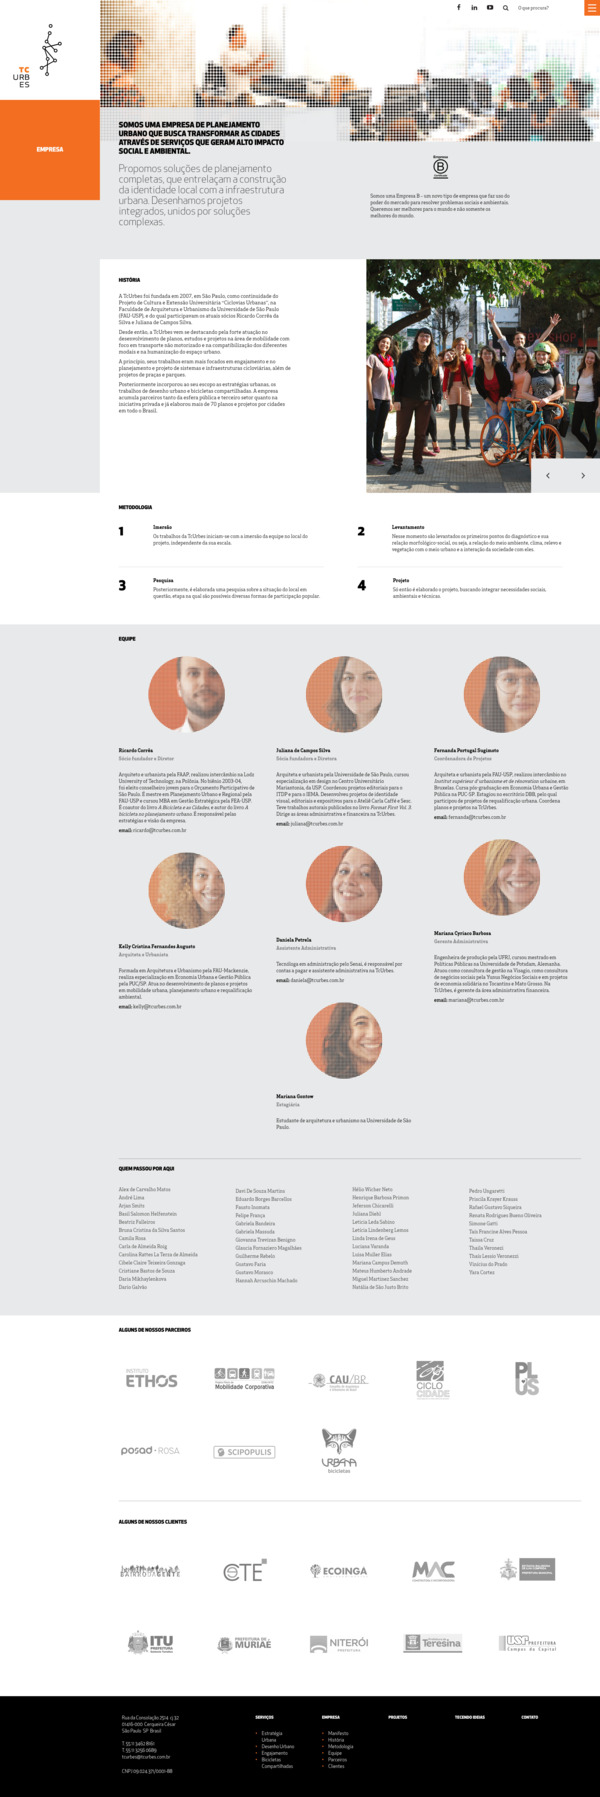 O que procura?
TC
URB
ES
EMPRESA
SOMOS UMA EMPRESA DE PLANEJAMENTO
URBANO QUE BUSCA TRANSFORMAR AS CIDADES
ATRAVÉS DE SERVIÇOS QUE GERAM ALTO IMPACTO
SOCIAL E AMBIENTAL.
Propomos soluções de planejamento
completas, que entrelaçam a construção
da identidade local com a infraestrutura
urbana. Desenhamos projetos
integrados, unidos por soluções
complexas.
Empresa
B
Somos uma Empresa B - um novo tipo de empresa que faz uso do
poder do mercado para resolver problemas sociais e ambientais.
Queremos ser melhores para o mundo e não somente os
melhores do mundo.
HISTÓRIA
A TcUrbes foi fundada em 2007, em São Paulo, como continuidade do
Projeto de Cultura e Extensão Universitária "Ciclovias Urbanas", na
Faculdade de Arquitetura e Urbanismo da Universidade de São Paulo
(FAU-USP), e do qual participavam os atuais sócios Ricardo Corrêa da
Silva e Juliana de Campos Silva.
Desde então, a TcUrbes vem se destacando pela forte atuação no
desenvolvimento de planos, estudos e projetos na área de mobilidade com
foco em transporte não motorizado e na compatibilização dos diferentes
modais e na humanização do espaço urbano.
A princípio, seus trabalhos eram mais focados em engajamento e no
planejamento e projeto de sistemas e infraestruturas cicloviárias, além de
projetos de praças e parques.
Posteriormente incorporou ao seu escopo as estratégias urbanas, os
trabalhos de desenho urbano e bicicletas compartilhadas. A empresa
acumula parceiros tanto da esfera pública e terceiro setor quanto na
iniciativa privada e já elaborou mais de 70 planos e projetos por cidades
em todo o Brasil.
METODOLOGIA
1
Imersão
Os trabalhos da TcUrbes iniciam-se com a imersão da equipe no local do
projeto, independente da sua escala.
2
Levantamento
Nesse momento são levantados os primeiros pontos do diagnóstico e sua
relação morfológico-social, ou seja, a relação do meio ambiente, clima, relevo e
vegetação com o meio urbano e a interação da sociedade com eles.
3
Pesquisa
Posteriormente, é elaborada uma pesquisa sobre a situação do local em
questão, etapa na qual são possíveis diversas formas de participação popular.
4
Projeto
Só então é elaborado o projeto, buscando integrar necessidades sociais,
ambientais e técnicas.
EQUIPE
Ricardo Corrêa
Sócio fundador e Diretor
Arquiteto e urbanista pela FAAP, realizou intercâmbio na Lodz
University of Technology, na Polônia. No biênio 2003-04,
foi eleito conselheiro jovem para o Orçamento Participativo de
São Paulo. É mestre em Planejamento Urbano e Regional pela
FAU-USP e cursou MBA em Gestão Estratégica pela FEA-USP.
É coautor do livro A Bicicleta e as Cidades, e autor do livro A
bicicleta no planejamento urbano. É responsável pelas
estratégias e visão da empresa.
email: ricardo@tcurbes.com.br
Juliana de Campos Silva
Sócia fundadora e Diretora
Arquiteta e urbanista pela Universidade de São Paulo, cursou
especialização em design no Centro Universitário
Mariantonia, da USP. Coordenou projetos editoriais para o
ITDP e para o IEMA. Desenvolveu projetos de identidade
visual, editoriais e expositivos para o Ateliê Carla Caffé e Sesc.
Teve trabalhos autorais publicados no livro Format First Vol. 3.
Dirige as áreas administrativa e financeira na TcUrbes.
email: juliana@tcurbes.com.br
Fernanda Portugal Sugimoto
Coordenadora de Projetos
Arquiteta e urbanista pela FAU-USP, realizou intercâmbio no
Institut supérieur d'urbanisme et de rénovation urbaine, em
Bruxelas. Cursa pós-graduação em Economia Urbana e Gestão
Pública na PUC-SP. Estagiou no escritório DBB, pelo qual
participou de projetos de requalificação urbana. Coordena
planos e projetos na TcUrbes.
email: fernanda@tcurbes.com.br
Kelly Cristina Fernandes Augusto
Arquiteta e Urbanista
Formada em Arquitetura e Urbanismo pela FAU-Mackenzie,
realiza especialização em Economia Urbana e Gestão Pública
pela PUC/SP. Atua no desenvolvimento de planos e projetos
em mobilidade urbana, planejamento urbano e requalificação
ambiental.
email: kelly@tcurbes.com.br
Daniela Petrela
Assistente Administrativa
Tecnóloga em administração pelo Senai, é responsável por
contas a pagar e assistente administrativa na TcUrbes.
email: daniela@tcurbes.com.br
Mariana Cyriaco Barbosa
Gerente Administrativa
Engenheira de produção pela UFRJ, cursou mestrado em
Políticas Públicas na Universidade de Potsdam, Alemanha.
Atuou como consultora de gestão na Visagio, como consultora
de negócios sociais pela Yunus Negócios Sociais e em projetos
de economia solidária no Tocantins e Mato Grosso. Na
TcUrbes, é gerente da área administrativa financeira.
email: mariana@tcurbes.com.br
Mariana Gontow
Estagiária
Estudante de arquitetura e urbanismo na Universidade de São
Paulo.
QUEM PASSOU POR AQUI
Alex de Carvalho Matos
André Lima
Arjan Smits
Basil Salomon Helfenstein
Beatriz Falleiros
Bruna Cristina da Silva Santos
Camila Rosa
Carla de Almeida Roig
Carolina Rattes La Terza de Almeida
Cibele Claire Teixeira Gonzaga
Cristiane Bastos de Souza
Daria Mikhaylenkova
Dario Galvão
Davi De Souza Martins
Eduardo Borges Barcellos
Fausto Isomata
Felipe França
Gabriela Bandeira
Gabriela Massuda
Giovanna Trevizan Benigno
Glaucia Fornaziero Magalhães
Guilherme Rebelo
Gustavo Faria
Gustavo Morasco
Hannah Arcuschin Machado
Hélio Wicher Neto
Henrique Barbosa Primon
Jeferson Chicarelli
Juliana Diehl
Letícia Leda Sabino
Letícia Lindenberg Lemos
Linda Irena de Gens
Luciana Varanda
Luiza Muller Elias
Mariana Campus Demuth
Mateus Humberto Andrade
Miguel Martinez Sanchez
Natália de São Justo Brito
Pedro Ungaretti
Priscila Krayer Krauss
Rafael Gustavo Siqueira
Renata Rodrigues Bueno Oliveira
Simone Gatti
Tais Francine Alves Pessoa
Taissa Cruz
Thaila Veronezi
Thais Lessio Veronezzi
Vinícius do Prado
Yara Cortez
ALGUNS DE NOSSOS PARCEIROS
INSTITUTO
ETHOS
Mobilidade Corporativa
CAU/BR
CICLO
CIDADE
PLUS
posad + ROSA
SCIPOPULIS
URBANA
bicicletas
ALGUNS DE NOSSOS CLIENTES
BAIXODAGENTE
CTE
ECOINGÁ
MAC
PREFEITURA DE
ITU
PREFEITURA DE
MURIAÉ
NITERÓI
PREFEITURA
Teresina
USP PREFEITURA
Campus da Capital
Rua da Consolação 2514 cj 32
01416-000 Cerqueira César
São Paulo SP Brasil
T 55 11 3462 8661
T 55 11 3256 0689
tcurbes@tcurbes.com.br
CNPJ 09.024.371/0001-88
SERVIÇOS
Estratégia
Urbana
Desenho Urbano
Engajamento
Bicicletas
Compartilhadas
EMPRESA
Manifesto
História
Metodologia
Equipe
Parceiros
Clientes
PROJETOS
TECENDO IDEIAS
CONTATO